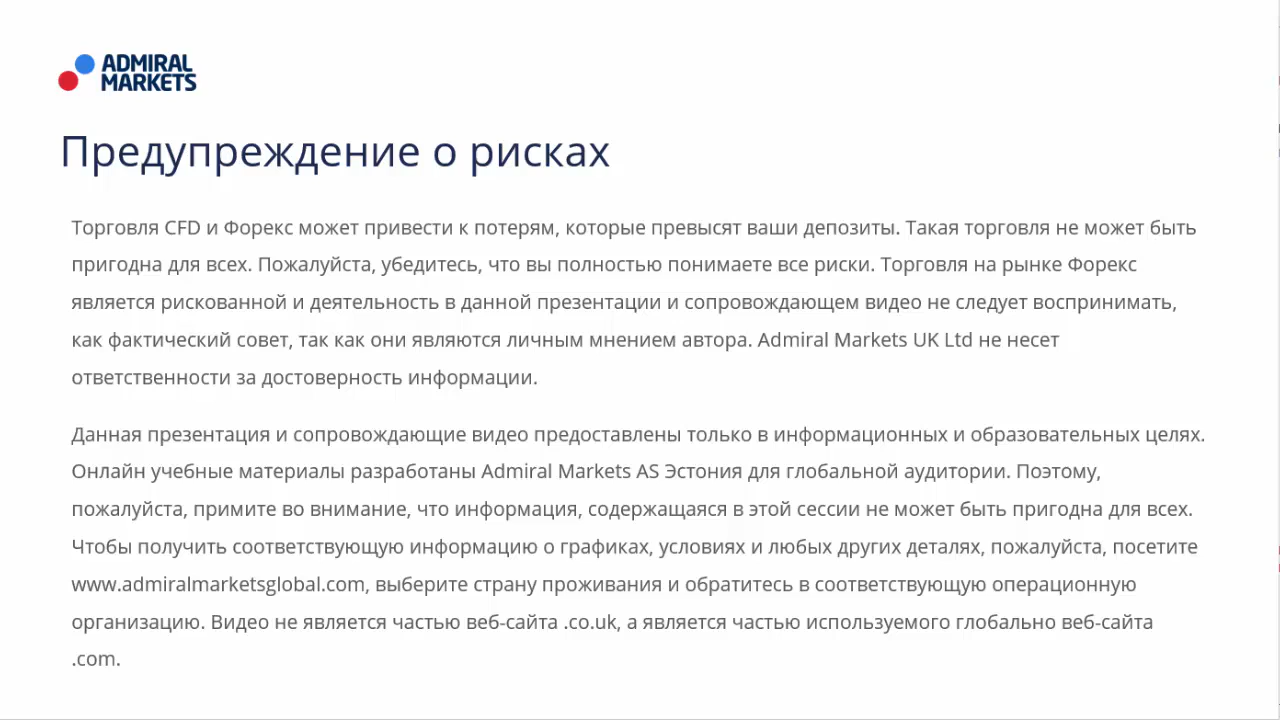 ADMIRAL
MARKETS
Предупреждение о рисках
Торговля CFD и Форекс может привести к потерям, которые превысят ваши депозиты. Такая торговля не может быть
пригодна для всех. Пожалуйста, убедитесь, что вы полностью понимаете все риски. Торговля на рынке Форекс
является рискованной и деятельность в данной презентации и сопровождающем видео не следует воспринимать,
как фактический совет, так как они являются личным мнением автора. Admiral Markets UK Ltd не несет
ответственности за достоверность информации.
Данная презентация и сопровождающие видео предоставлены только в информационных и образовательных целях.
Онлайн учебные материалы разработаны Admiral Markets AS Эстония для глобальной аудитории. Поэтому,
пожалуйста, примите во внимание, что информация, содержащаяся в этой сессии не может быть пригодна для всех.
Чтобы получить соответствующую информацию о графиках, условиях и любых других деталях, пожалуйста, посетите
www.admiralmarketsglobal.com, выберите страну проживания и обратитесь в соответствующую операционную
организацию. Видео не является частью веб-сайта .co.uk, а является частью используемого глобально веб-сайта
.com.